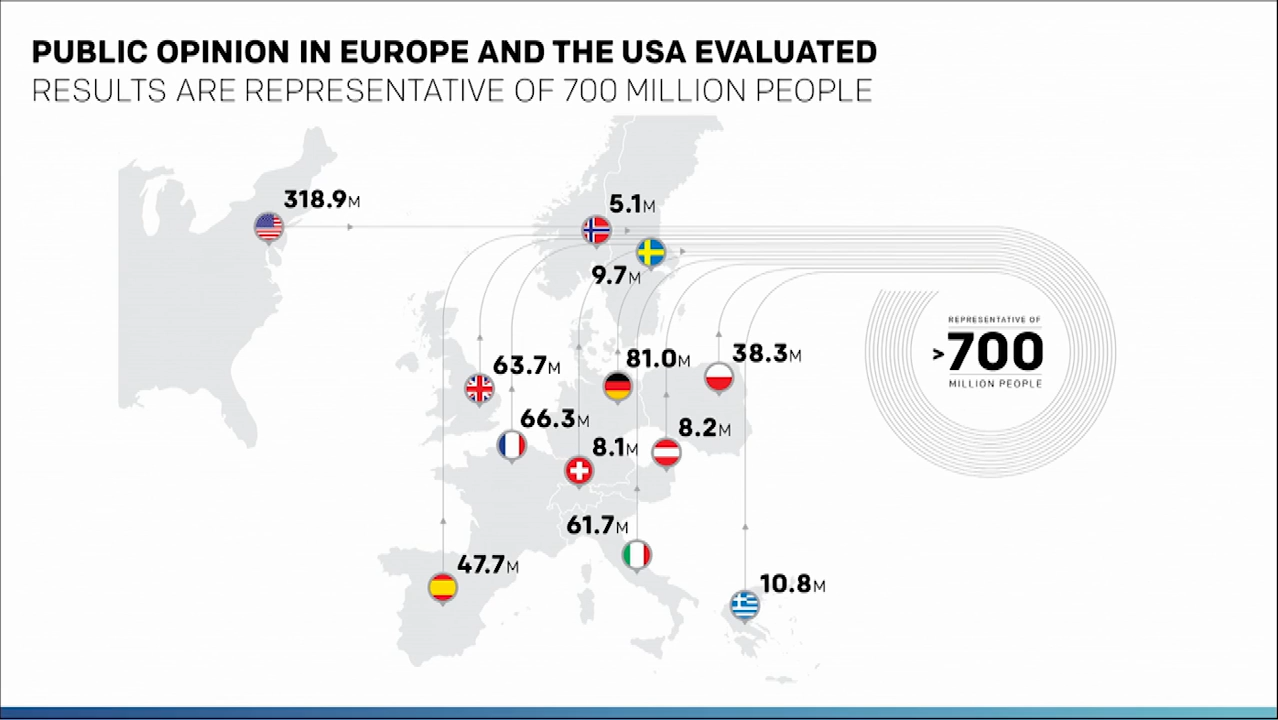 PUBLIC OPINION IN EUROPE AND THE USA EVALUATED
RESULTS ARE REPRESENTATIVE OF 700 MILLION PEOPLE
318.9M
5.1M
9.7M
63.7M
81.0M
38.3M
66.3M
8.1M
8.2M
61.7M
47.7M
10.8M
REPRESENTATIVE OF
>700
MILLION PEOPLE